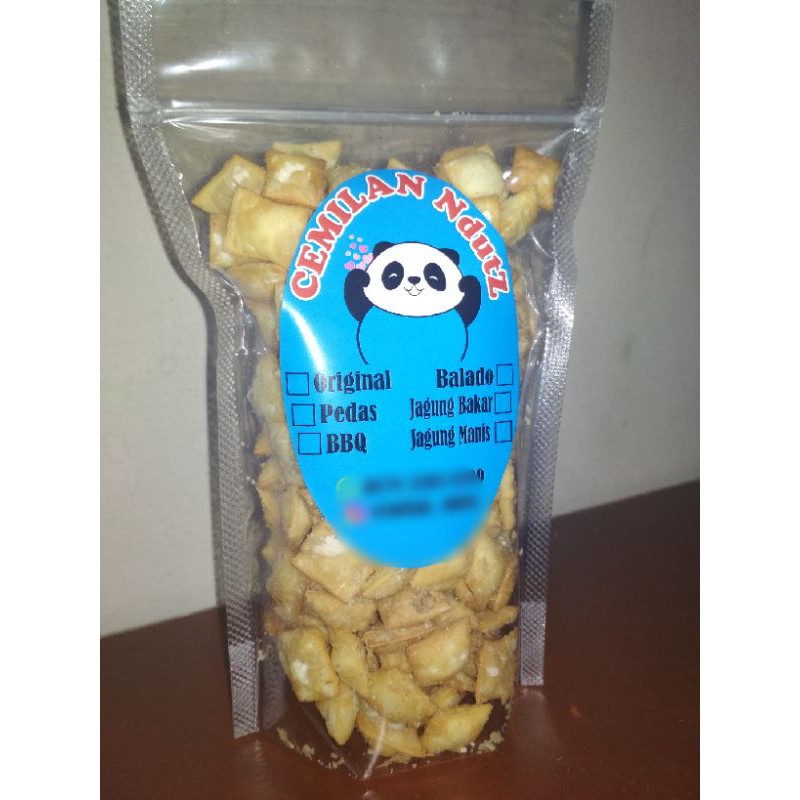 CEMILAN NdutZ
Original Balado
Pedas Jagung Bakar
BBQ Jagung Manis